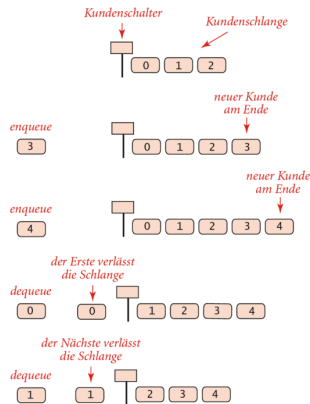 Kundenschalter
Kundenschlange
0 1 2
neuer Kunde
am Ende
enqueue
3 0 1 2 3
neuer Kunde
am Ende
enqueue
4 0 1 2 3 4
der Erste verlässt
die Schlange
dequeue
0 0 1 2 3 4
der Nächste verlässt
die Schlange
dequeue
1 1 2 3 4